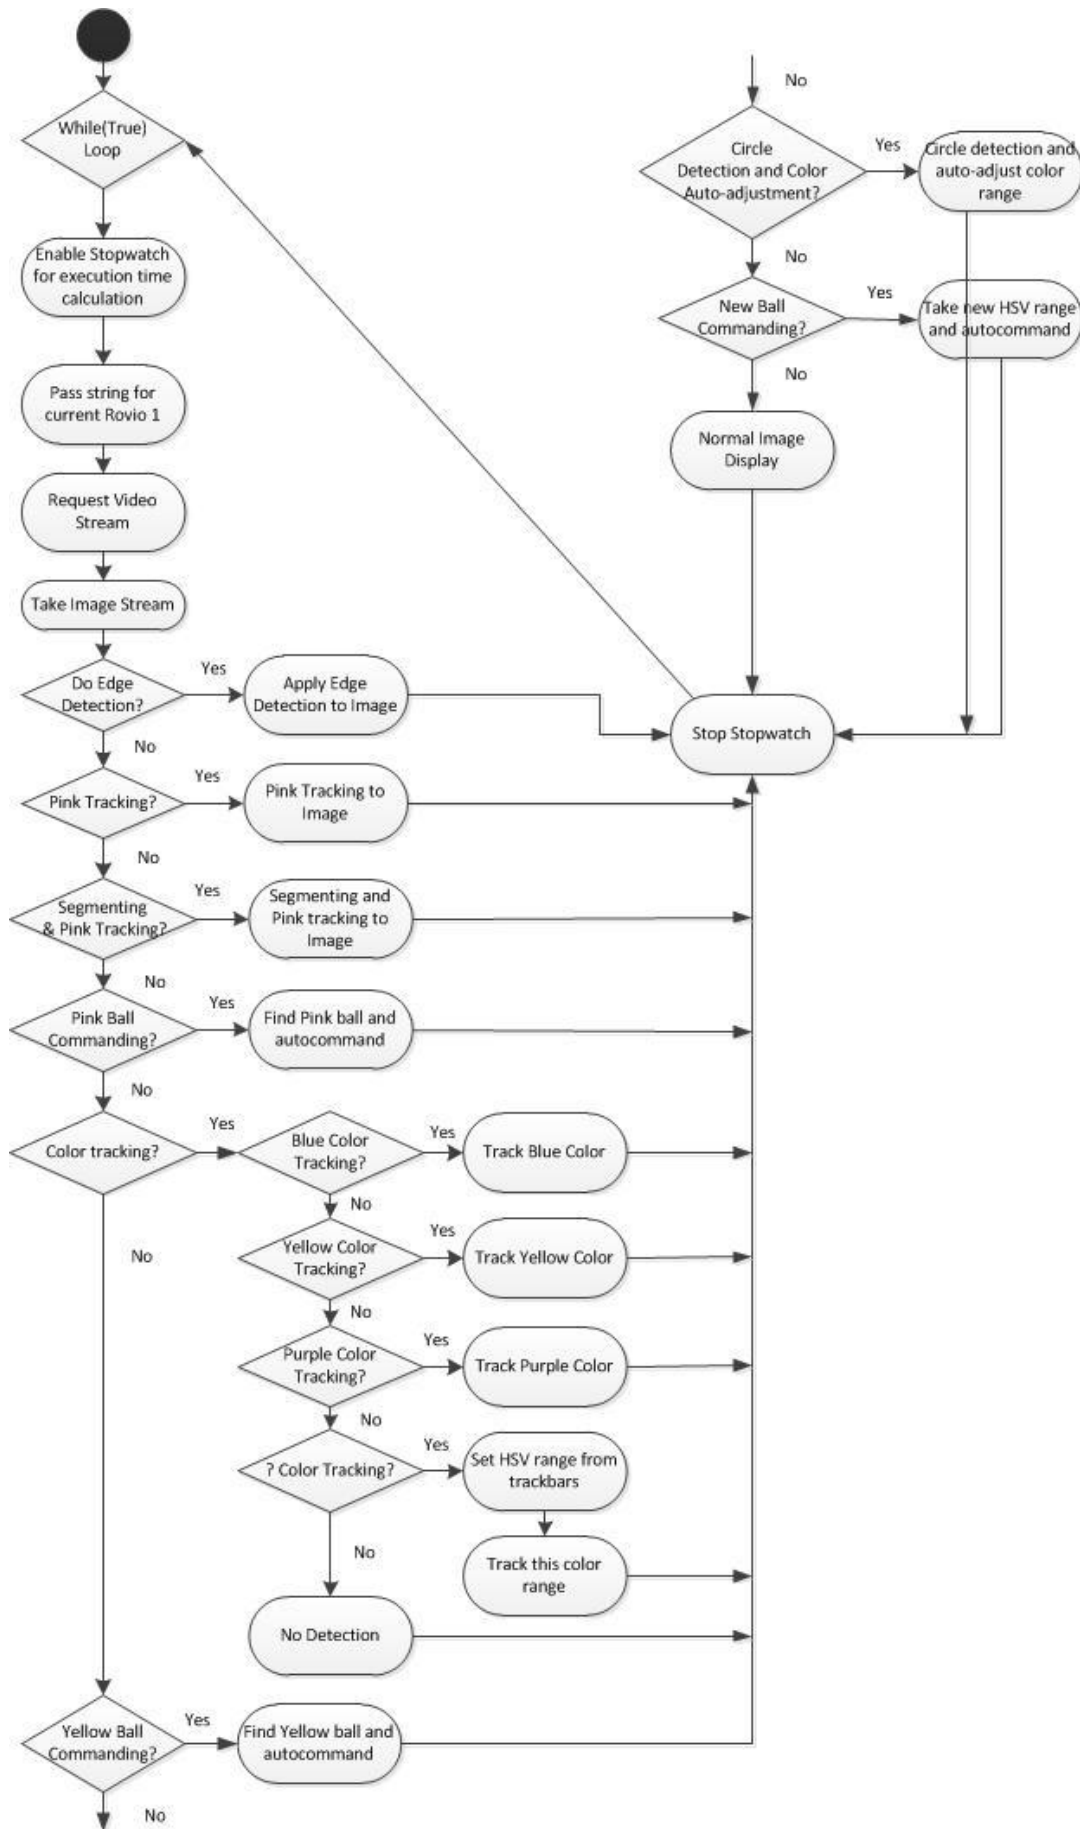 While(True)
Loop
Enable Stopwatch
for execution time
calculation
Pass string for
current Rovio 1
Request Video
Stream
Take Image Stream
Do Edge
Detection?
Yes
Apply Edge
Detection to Image
No
Pink Tracking?
Yes
Pink Tracking to
Image
No
Segmenting
& Pink Tracking?
Yes
Segmenting and
Pink tracking to
Image
No
Pink Ball
Commanding?
Yes
Find Pink ball and
autocommand
No
Color tracking?
Yes
Blue Color
Tracking?
Yes
Track Blue Color
No
Yellow Color
Tracking?
Yes
Track Yellow Color
No
Purple Color
Tracking?
Yes
Track Purple Color
No
? Color Tracking?
Yes
Set HSV range from
trackbars
Track this color
range
No
No Detection
No
Yellow Ball
Commanding?
Yes
Find Yellow ball and
autocommand
No
No
Circle
Detection and Color
Auto-adjustment?
Yes
Circle detection and
auto-adjust color
range
No
New Ball
Commanding?
Yes
Take new HSV range
and autocommand
No
Normal Image
Display
Stop Stopwatch